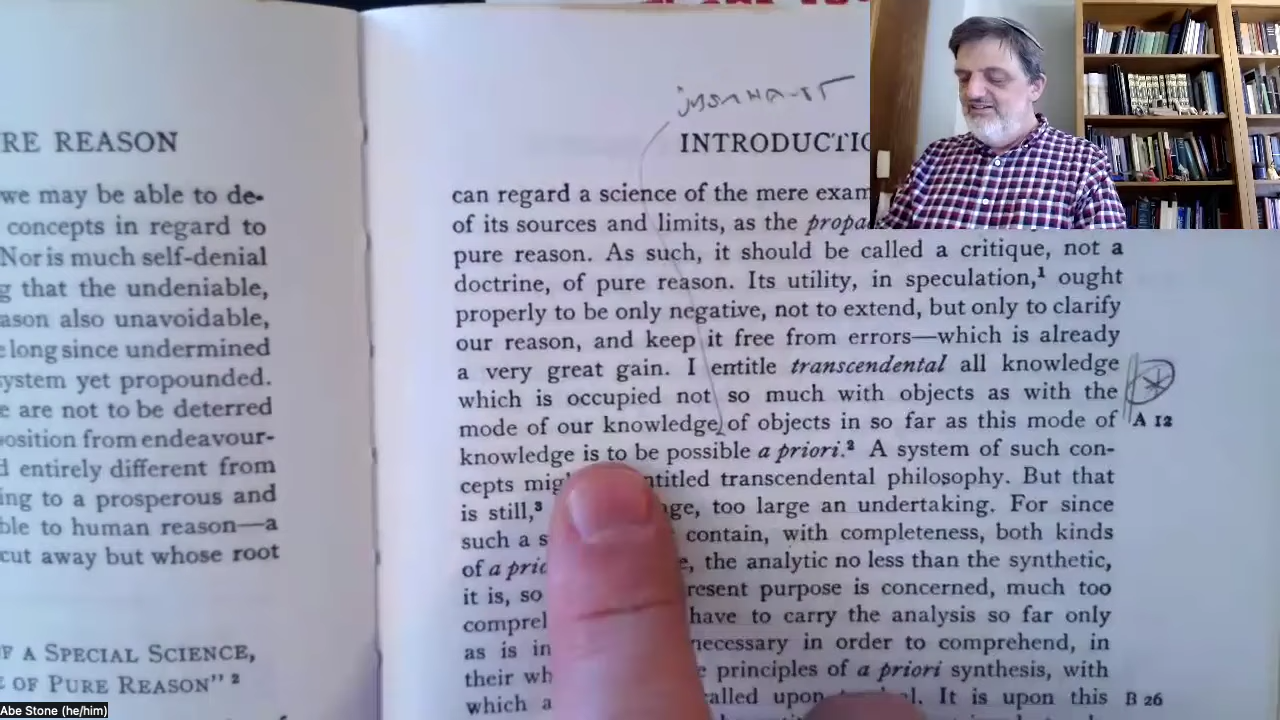 RE REASON
we may be able to de-
concepts in regard to
Nor is much self-denial
g that the undeniable,
ason also unavoidable,
e long since undermined
ystem yet propounded.
e are not to be deterred
osition from endeavour-
d entirely different from
ing to a prosperous and
ble to human reason—a
cut away but whose root
F A SPECIAL SCIENCE,
E OF PURE REASON" 2
INTRODUCTIO
can regard a science of the mere exam
of its sources and limits, as the propa
pure reason. As such, it should be called a critique, not a
doctrine, of pure reason. Its utility, in speculation,¹ ought
properly to be only negative, not to extend, but only to clarify
our reason, and keep it free from errors—which is already
a very great gain. I entitle transcendental all knowledge
which is occupied not so much with objects as with the
mode of our knowledge of objects in so far as this mode of A 12
knowledge is to be possible a priori.² A system of such con-
cepts mig ntitled transcendental philosophy. But that
is still,³ ge, too large an undertaking. For since
such a s contain, with completeness, both kinds
of a prio e, the analytic no less than the synthetic,
it is, so resent purpose is concerned, much too
comprel have to carry the analysis so far only
as is in necessary in order to comprehend, in
their wh e principles of a priori synthesis, with
which a alled upon l. It is upon this B 26
Abe Stone (he/him)